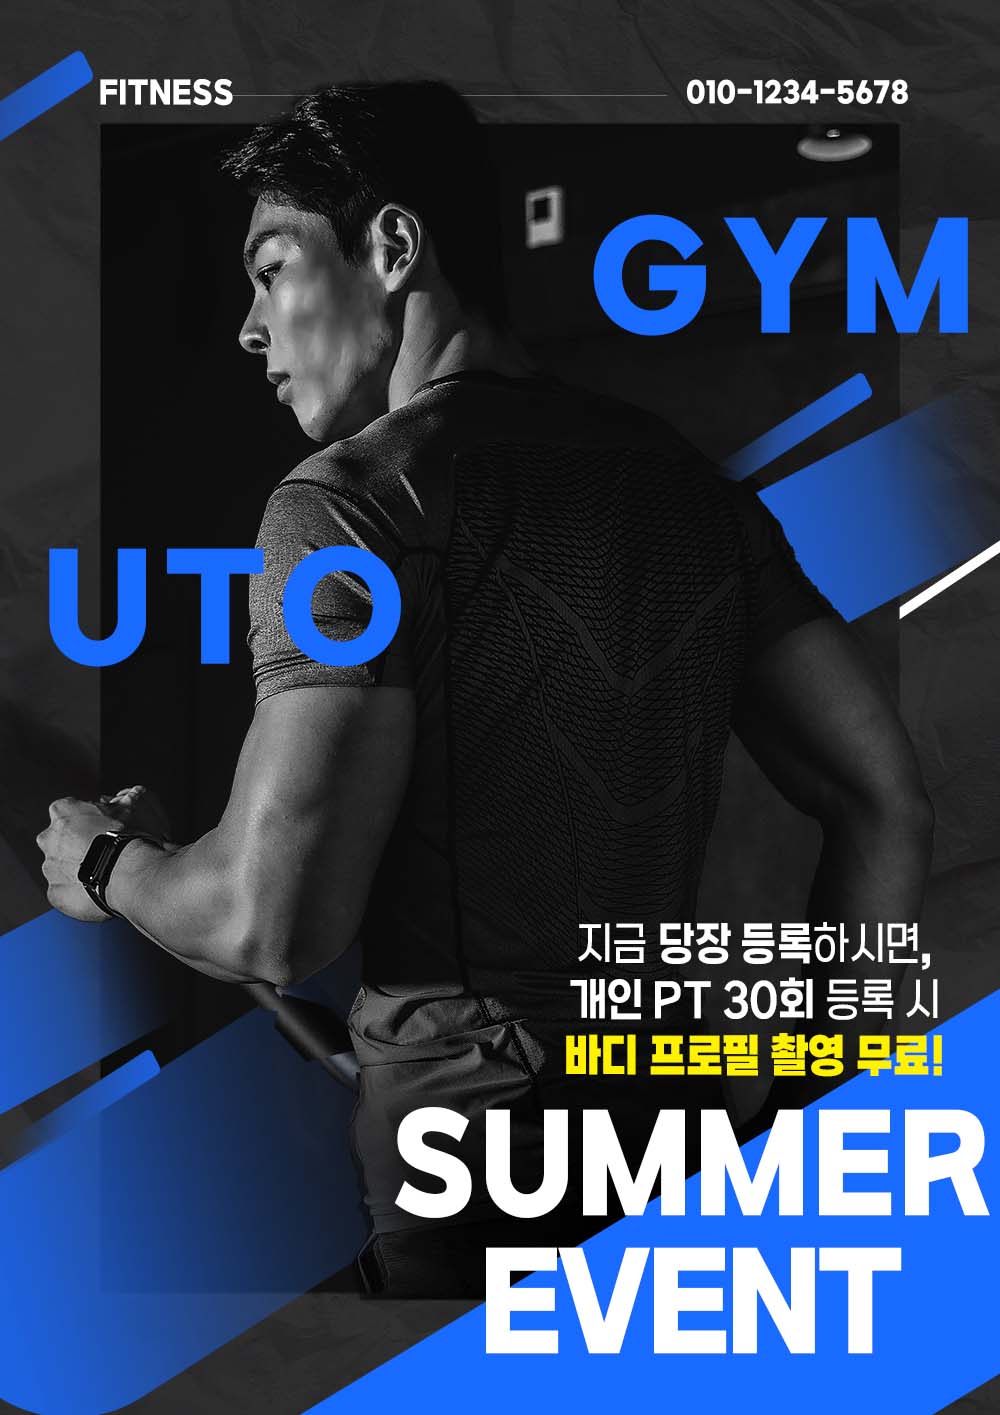 FITNESS
010-1234-5678
GYM
UTO
지금 당장 등록하시면,
개인 PT 30회 등록 시
바디 프로필 촬영 무료!
SUMMER
EVENT